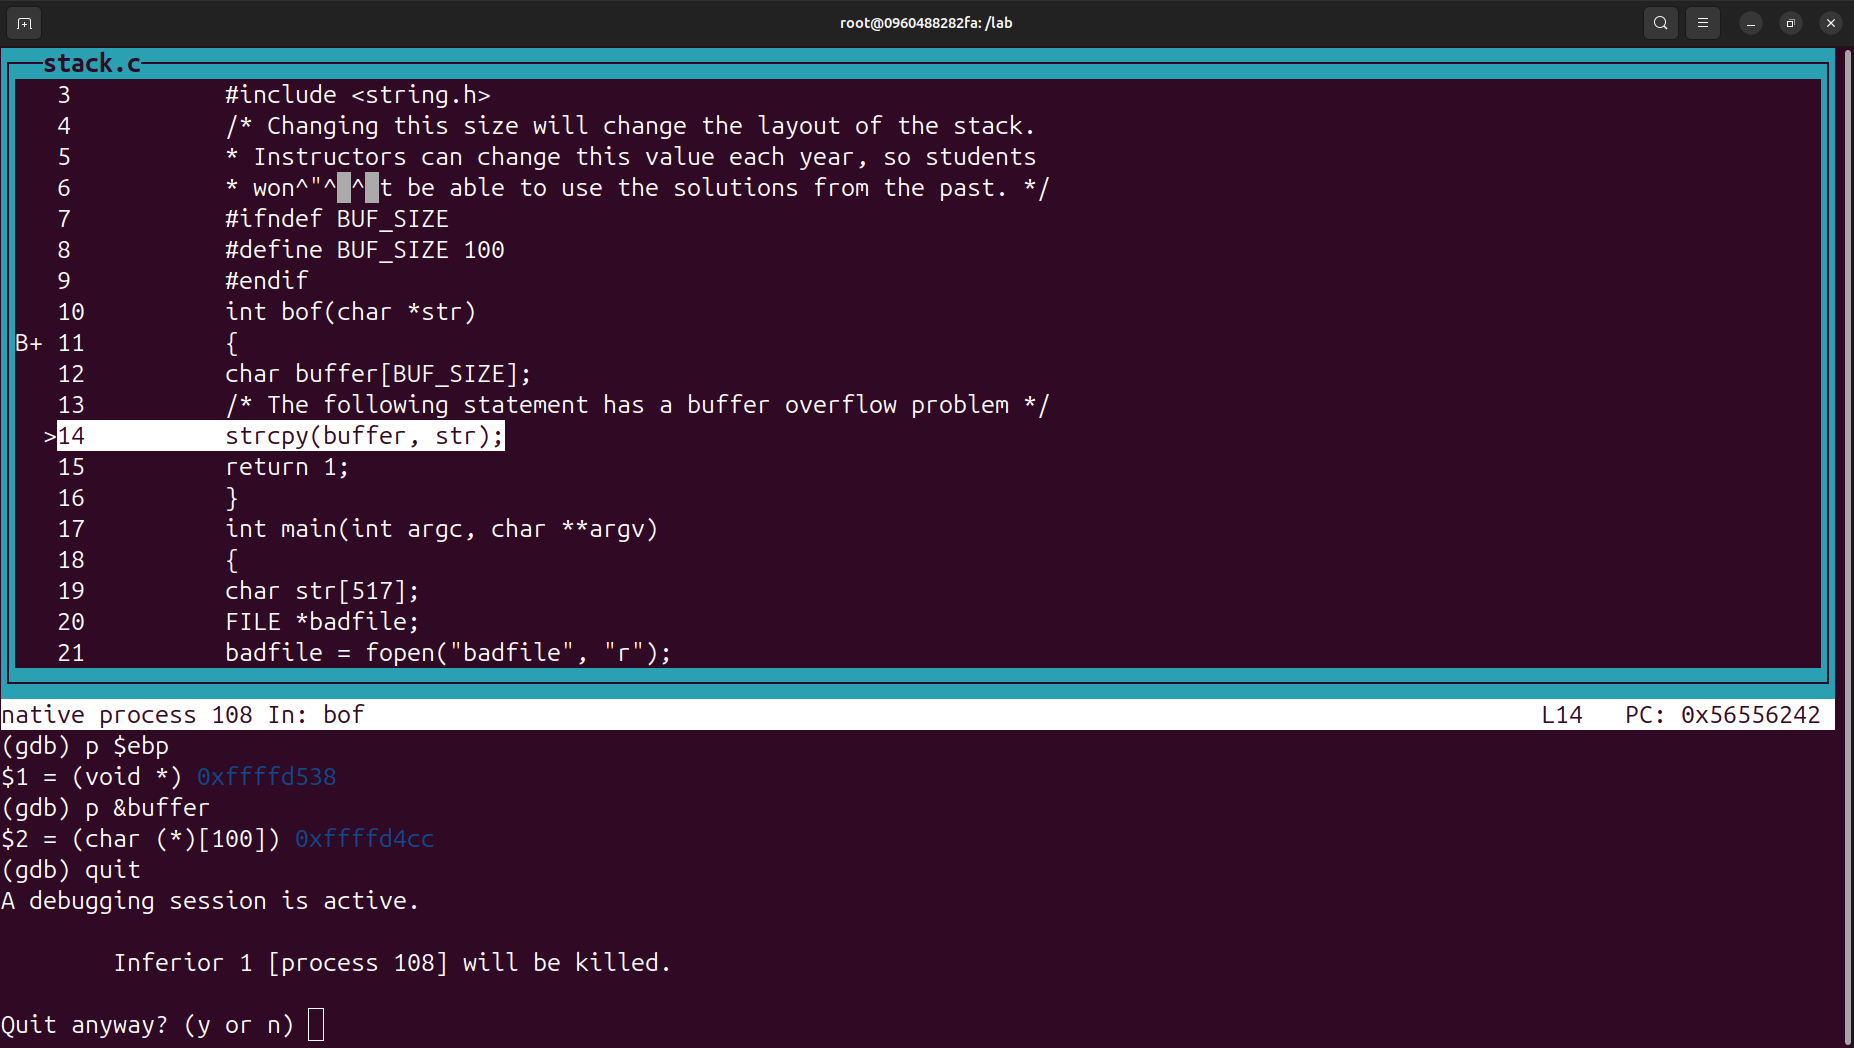 root@0960488282fa: /lab
stack.c
3 #include <string.h>
4 /* Changing this size will change the layout of the stack.
5 * Instructors can change this value each year, so students
6 * won^"^ ^ t be able to use the solutions from the past. */
7 #ifndef BUF_SIZE
8 #define BUF_SIZE 100
9 #endif
10 int bof(char *str)
B+ 11 {
12 char buffer[BUF_SIZE];
13 /* The following statement has a buffer overflow problem */
>14 strcpy(buffer, str);
15 return 1;
16 }
17 int main(int argc, char **argv)
18 {
19 char str[517];
20 FILE *badfile;
21 badfile = fopen("badfile", "r");
native process 108 In: bof L14 PC: 0x56556242
(gdb) p $ebp
$1 = (void *) 0xffffd538
(gdb) p &buffer
$2 = (char (*)[100]) 0xffffd4cc
(gdb) quit
A debugging session is active.
Inferior 1 [process 108] will be killed.
Quit anyway? (y or n)